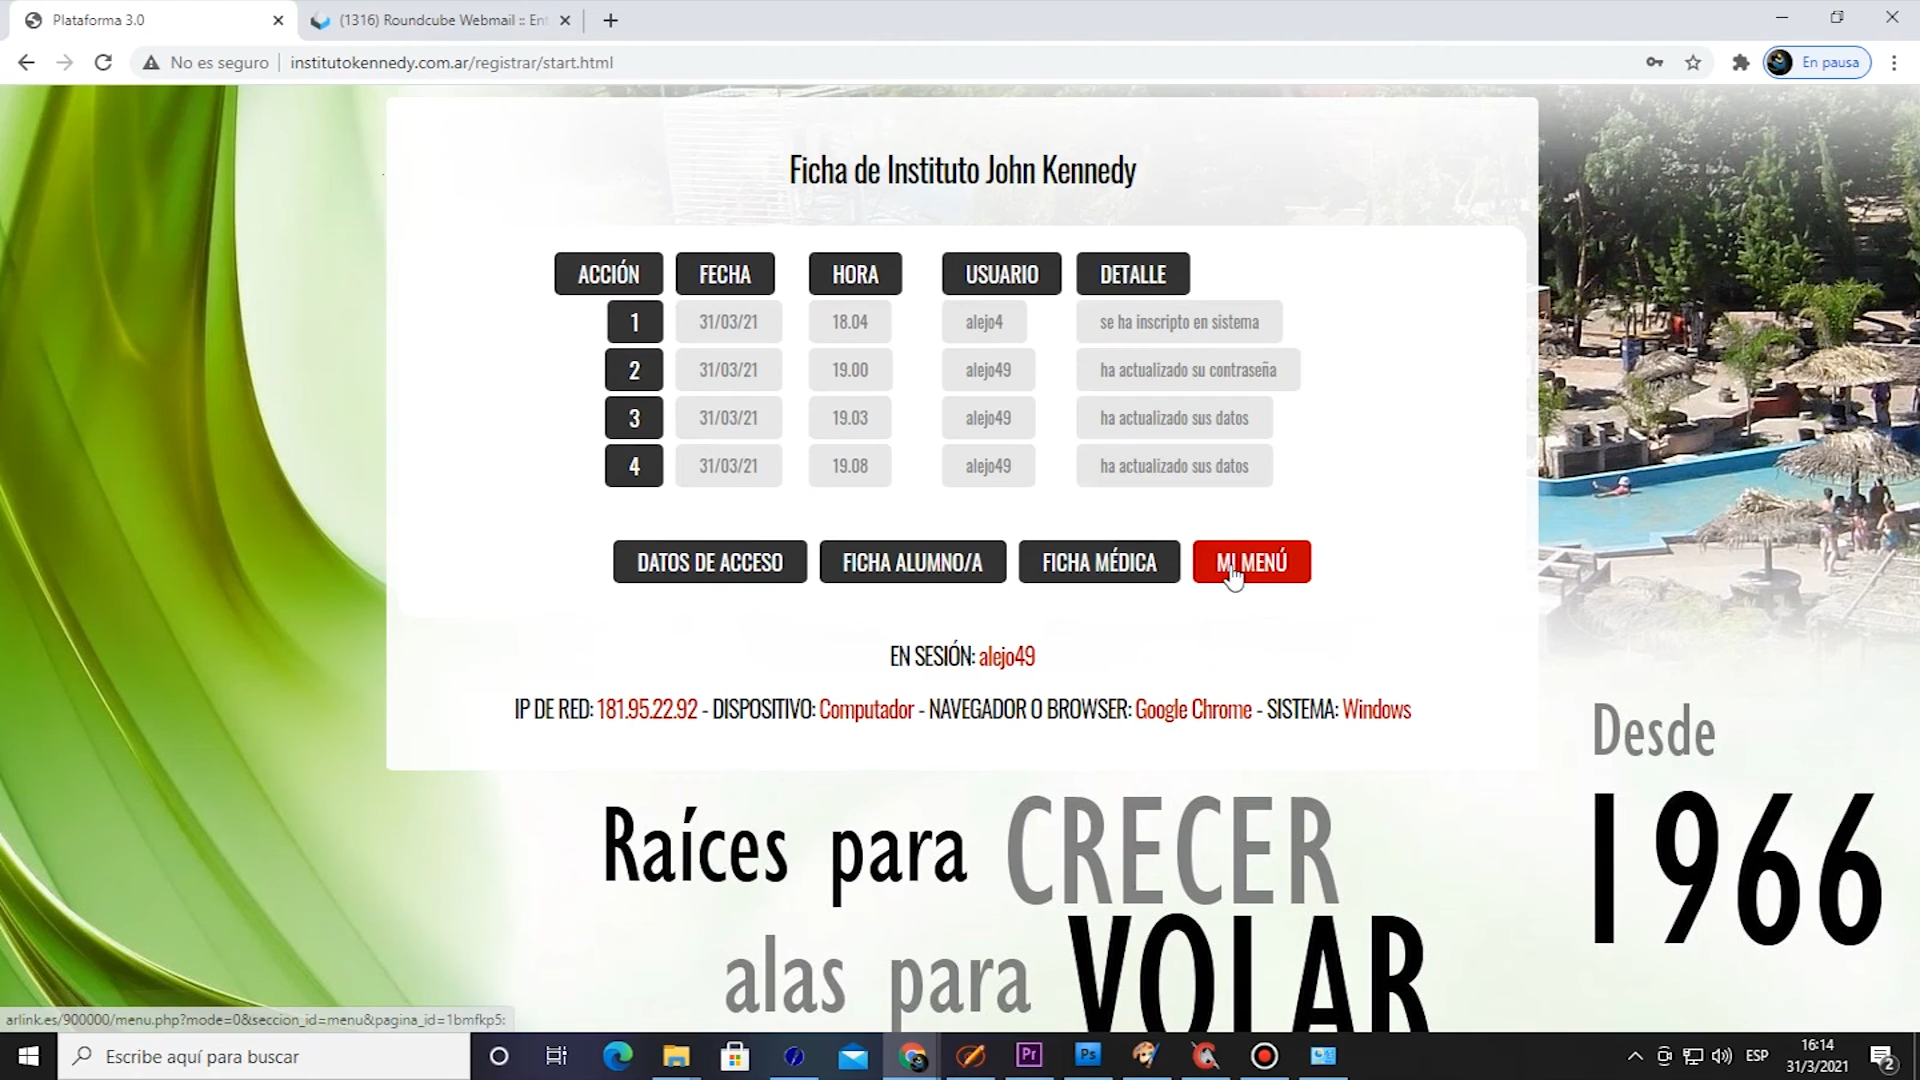 Plataforma 3.0
(1316) Roundcube Webmail :: Ent
No es seguro
institutokennedy.com.ar/registrar/start.html
En pausa
Ficha de Instituto John Kennedy
ACCIÓN FECHA HORA USUARIO DETALLE
1 31/03/21 18.04 alejo4 se ha inscripto en sistema
2 31/03/21 19.00 alejo49 ha actualizado su contraseña
3 31/03/21 19.03 alejo49 ha actualizado sus datos
4 31/03/21 19.08 alejo49 ha actualizado sus datos
DATOS DE ACCESO FICHA ALUMNO/A FICHA MÉDICA MI MENÚ
EN SESIÓN: alejo49
IP DE RED: 181.95.22.92 - DISPOSITIVO: Computador - NAVEGADOR O BROWSER: Google Chrome - SISTEMA: Windows
Desde
1966
Raíces para CRECER
alas para VOLAR
arlink.es/900000/menu.php?mode=0&seccion_id=menu&pagina_id=1bmfkp5:
Escribe aquí para buscar
Pr
Ps
ESP
16:14
31/3/2021
2